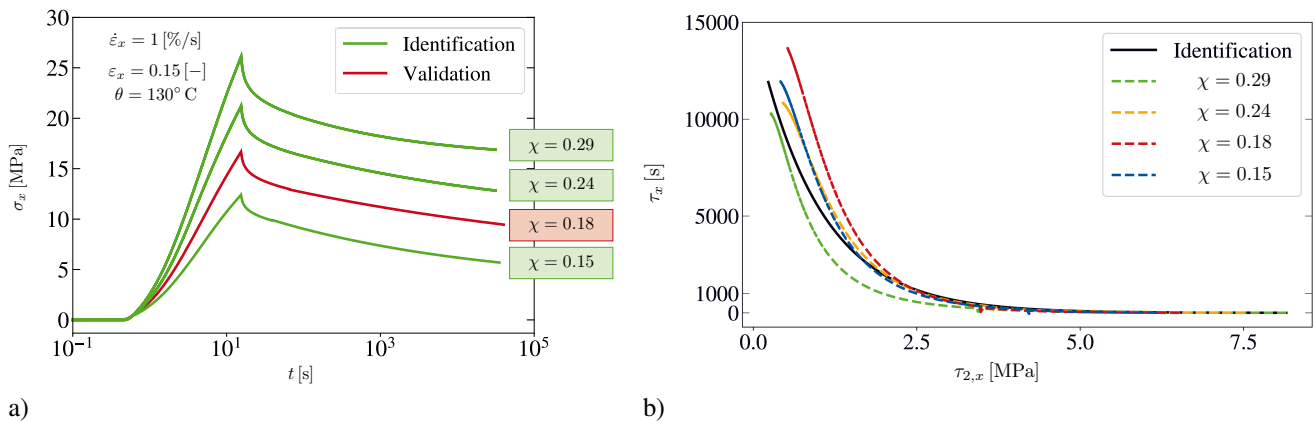 30
25
20
15
10
5
0
σₓ [MPa]
ε̇ₓ = 1 [%/s]
εₓ = 0.15 [−]
θ = 130° C
Identification
Validation
χ = 0.29
χ = 0.24
χ = 0.18
χ = 0.15
10⁻¹ 10¹ 10³ 10⁵
t [s]
a)
15000
10000
5000
1000
0
τₓ [s]
Identification
χ = 0.29
χ = 0.24
χ = 0.18
χ = 0.15
0.0 2.5 5.0 7.5
τ₂,ₓ [MPa]
b)